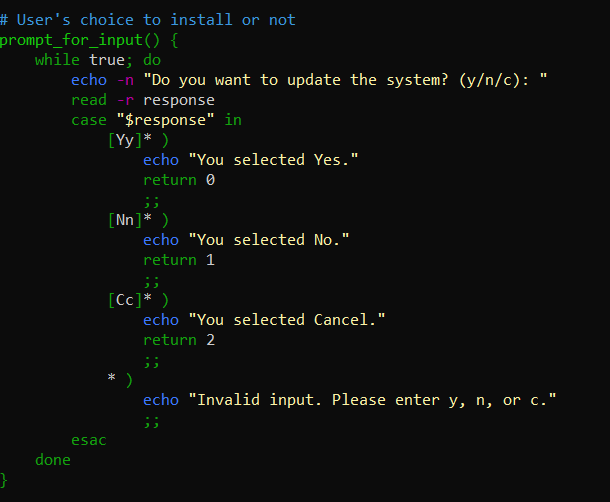 # User's choice to install or not
prompt_for_input() {
    while true; do
        echo -n "Do you want to update the system? (y/n/c): "
        read -r response
        case "$response" in
            [Yy]* )
                echo "You selected Yes."
                return 0
                ;;
            [Nn]* )
                echo "You selected No."
                return 1
                ;;
            [Cc]* )
                echo "You selected Cancel."
                return 2
                ;;
            * )
                echo "Invalid input. Please enter y, n, or c."
                ;;
        esac
    done
}